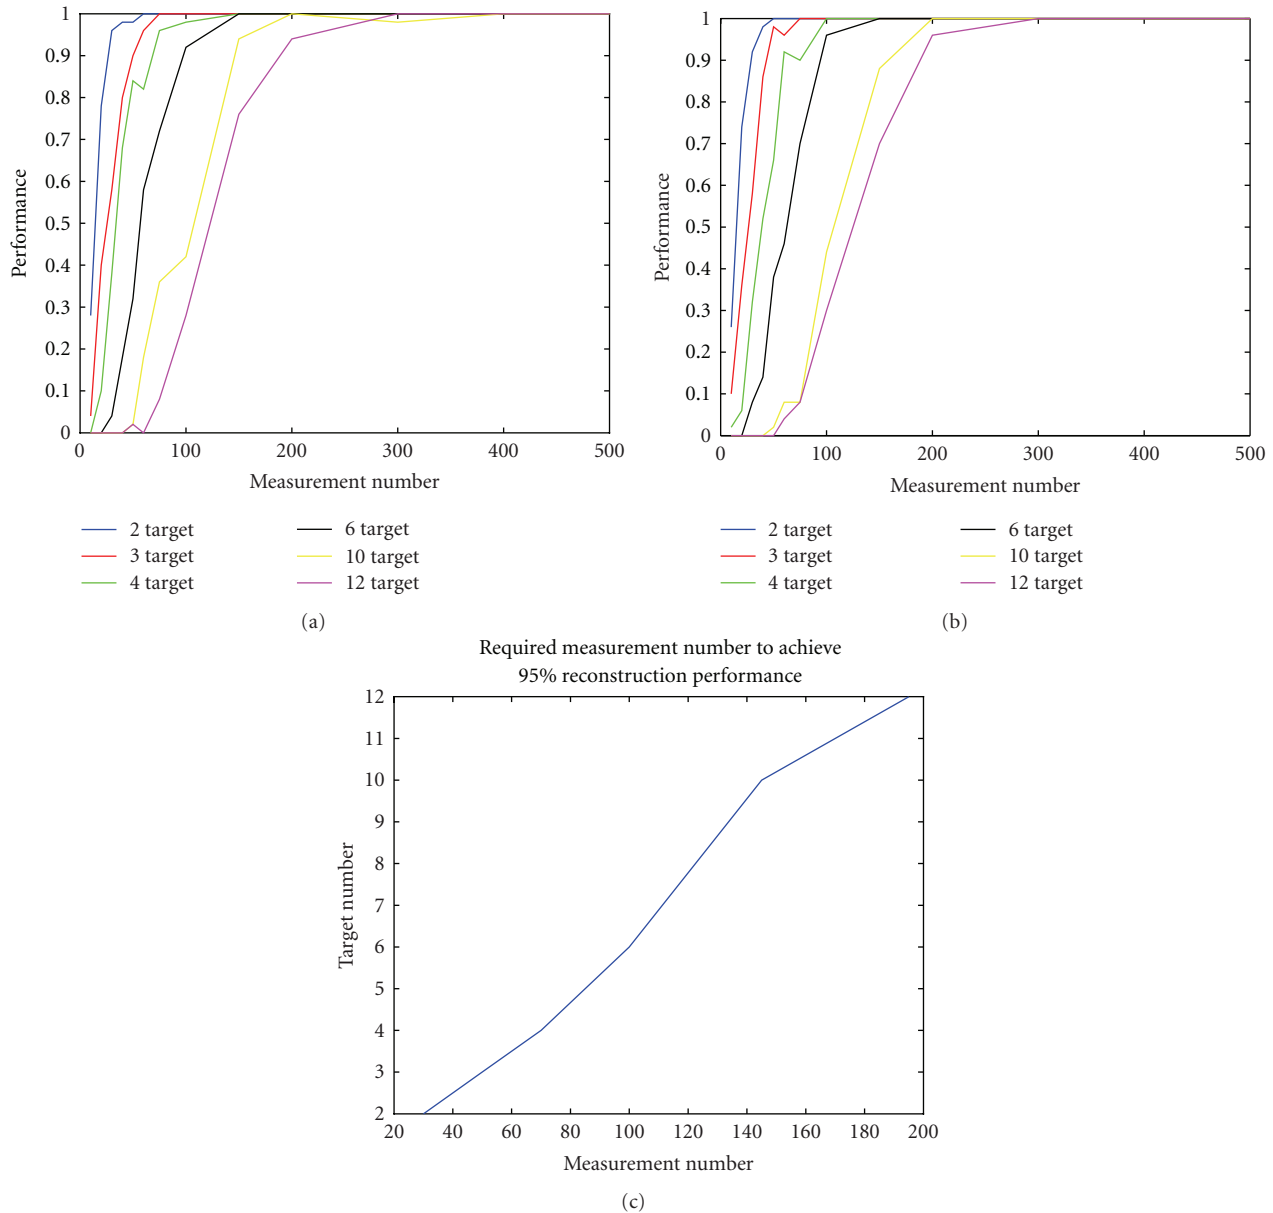 1
0.9
0.8
0.7
0.6
0.5
0.4
0.3
0.2
0.1
0
Performance
0 100 200 300 400 500
Measurement number
2 target
3 target
4 target
6 target
10 target
12 target
(a)
1
0.9
0.8
0.7
0.6
0.5
0.4
0.3
0.2
0.1
0
Performance
0 100 200 300 400 500
Measurement number
2 target
3 target
4 target
6 target
10 target
12 target
(b)
Required measurement number to achieve
95% reconstruction performance
12
11
10
9
8
7
6
5
4
3
2
Target number
20 40 60 80 100 120 140 160 180 200
Measurement number
(c)